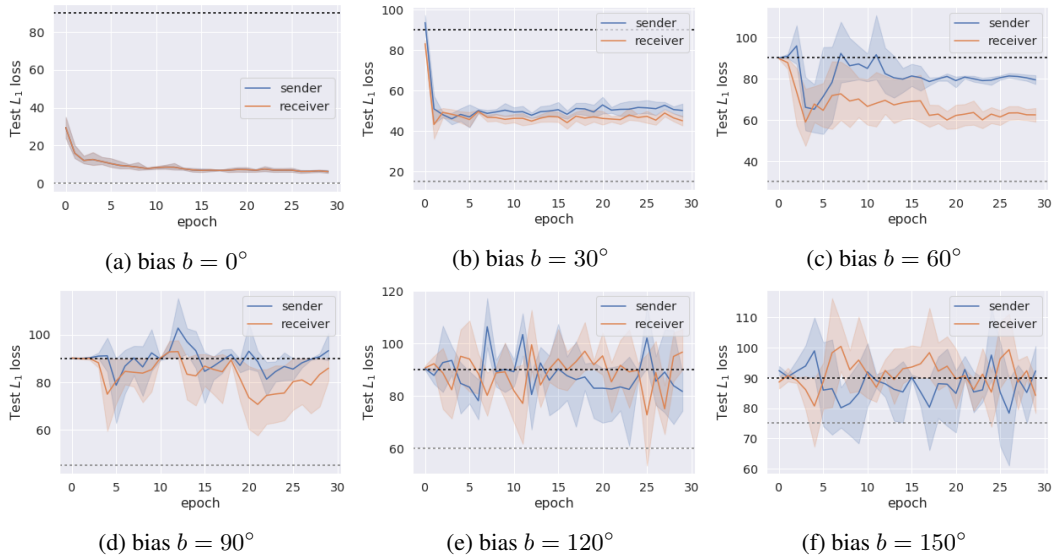 80
60
40
20
0
Test L₁ loss
sender
receiver
0 5 10 15 20 25 30
epoch
(a) bias b = 0°
100
80
60
40
20
Test L₁ loss
sender
receiver
0 5 10 15 20 25 30
epoch
(b) bias b = 30°
100
80
60
40
Test L₁ loss
sender
receiver
0 5 10 15 20 25 30
epoch
(c) bias b = 60°
100
80
60
Test L₁ loss
sender
receiver
0 5 10 15 20 25 30
epoch
(d) bias b = 90°
120
100
80
60
Test L₁ loss
sender
receiver
0 5 10 15 20 25 30
epoch
(e) bias b = 120°
110
100
90
80
70
60
Test L₁ loss
sender
receiver
0 5 10 15 20 25 30
epoch
(f) bias b = 150°